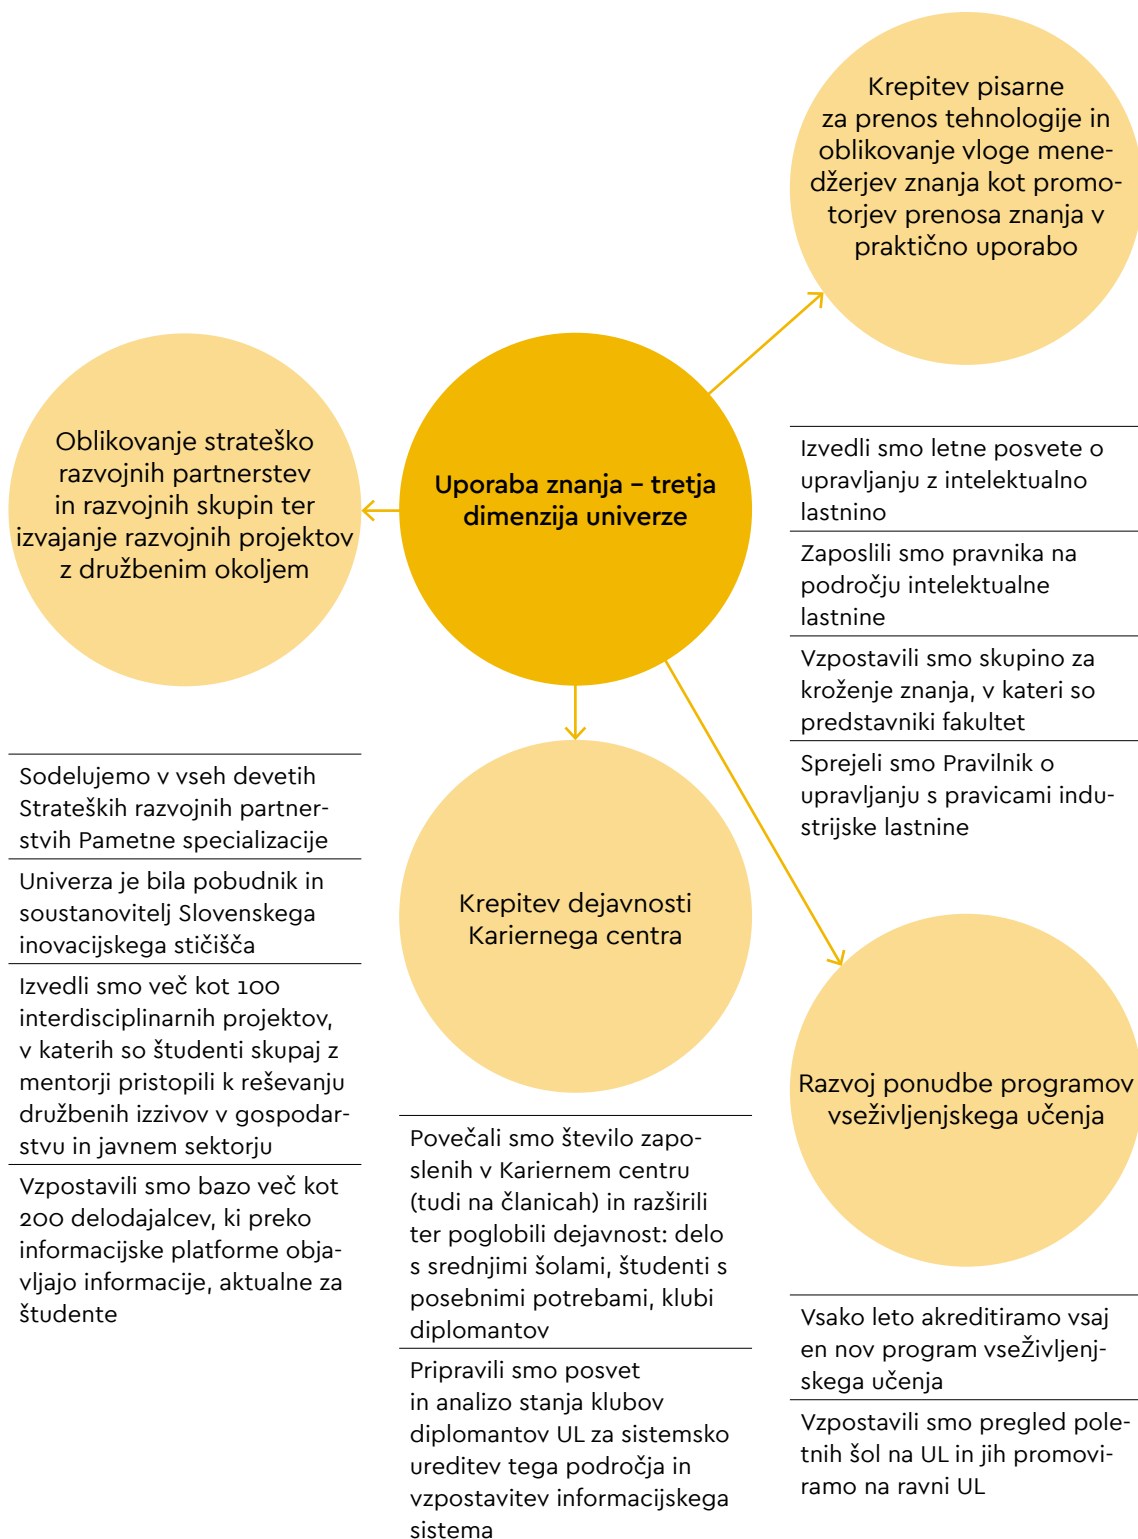 Krepitev pisarne
za prenos tehnologije in
oblikovanje vloge mene-
džerjev znanja kot promo-
torjev prenosa znanja v
praktično uporabo
Oblikovanje strateško
razvojnih partnerstev
in razvojnih skupin ter
izvajanje razvojnih projektov
z družbenim okoljem
Uporaba znanja – tretja
dimenzija univerze
Izvedli smo letne posvete o
upravljanju z intelektualno
lastnino
Zaposlili smo pravnika na
področju intelektualne
lastnine
Vzpostavili smo skupino za
kroženje znanja, v kateri so
predstavniki fakultet
Sprejeli smo Pravilnik o
upravljanju s pravicami indu-
strijske lastnine
Sodelujemo v vseh devetih
Strateških razvojnih partner-
stvih Pametne specializacije
Univerza je bila pobudnik in
soustanovitelj Slovenskega
inovacijskega stičišča
Izvedli smo več kot 100
interdisciplinarnih projektov,
v katerih so študenti skupaj z
mentorji pristopili k reševanju
družbenih izzivov v gospodar-
stvu in javnem sektorju
Vzpostavili smo bazo več kot
200 delodajalcev, ki preko
informacijske platforme obja-
vljajo informacije, aktualne za
študente
Krepitev dejavnosti
Kariernega centra
Povečali smo število zapo-
slenih v Kariernem centru
(tudi na članicah) in razširili
ter poglobili dejavnost: delo
s srednjimi šolami, študenti s
posebnimi potrebami, klubi
diplomantov
Pripravili smo posvet
in analizo stanja klubov
diplomantov UL za sistemsko
ureditev tega področja in
vzpostavitev informacijskega
sistema
Razvoj ponudbe programov
vseživljenjskega učenja
Vsako leto akreditiramo vsaj
en nov program vseŽivljenj-
skega učenja
Vzpostavili smo pregled pole-
tnih šol na UL in jih promovi-
ramo na ravni UL